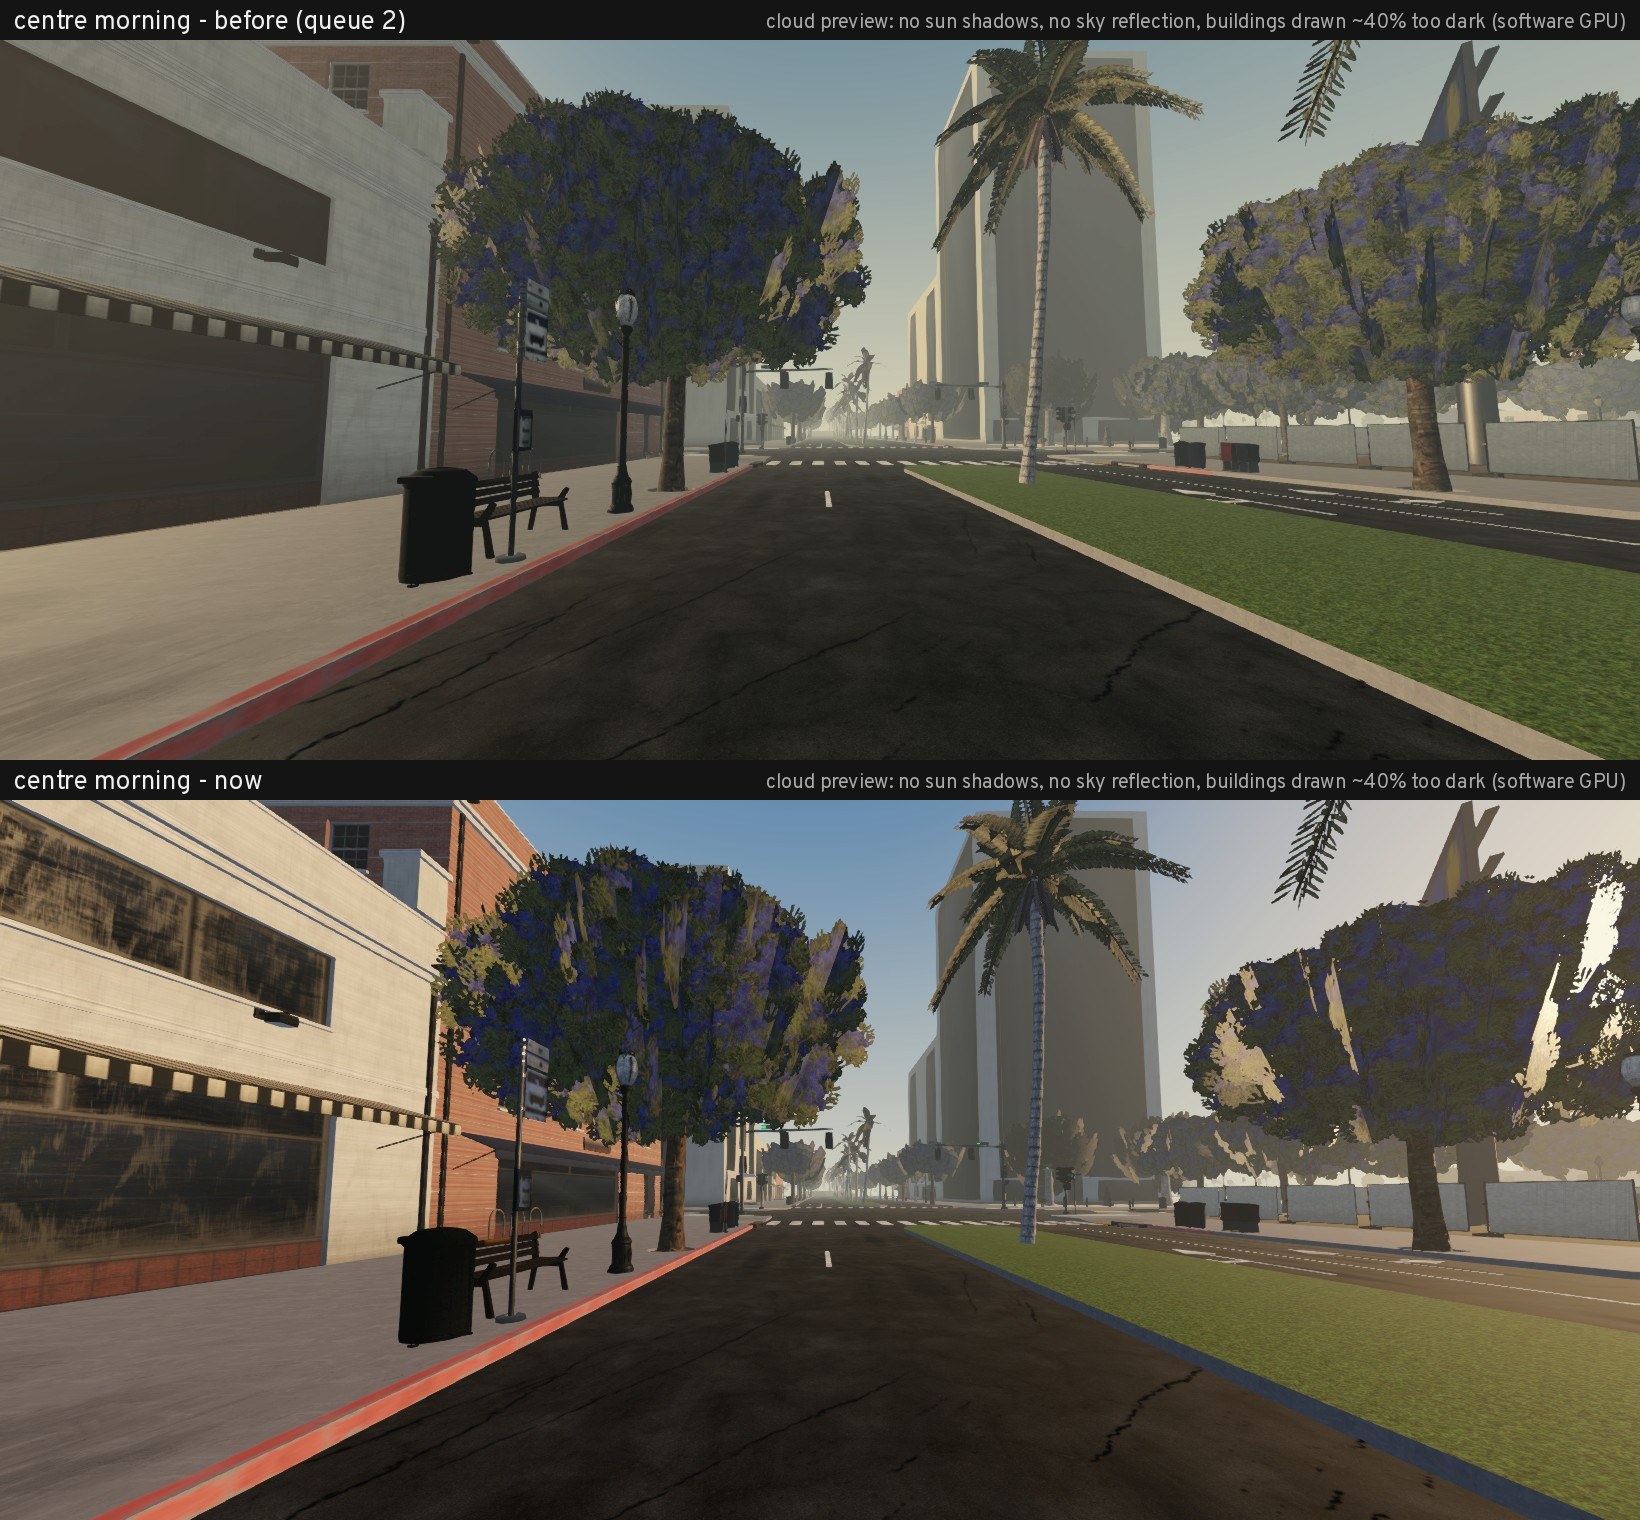 centre morning - before (queue 2)
cloud preview: no sun shadows, no sky reflection, buildings drawn ~40% too dark (software GPU)
centre morning - now
cloud preview: no sun shadows, no sky reflection, buildings drawn ~40% too dark (software GPU)